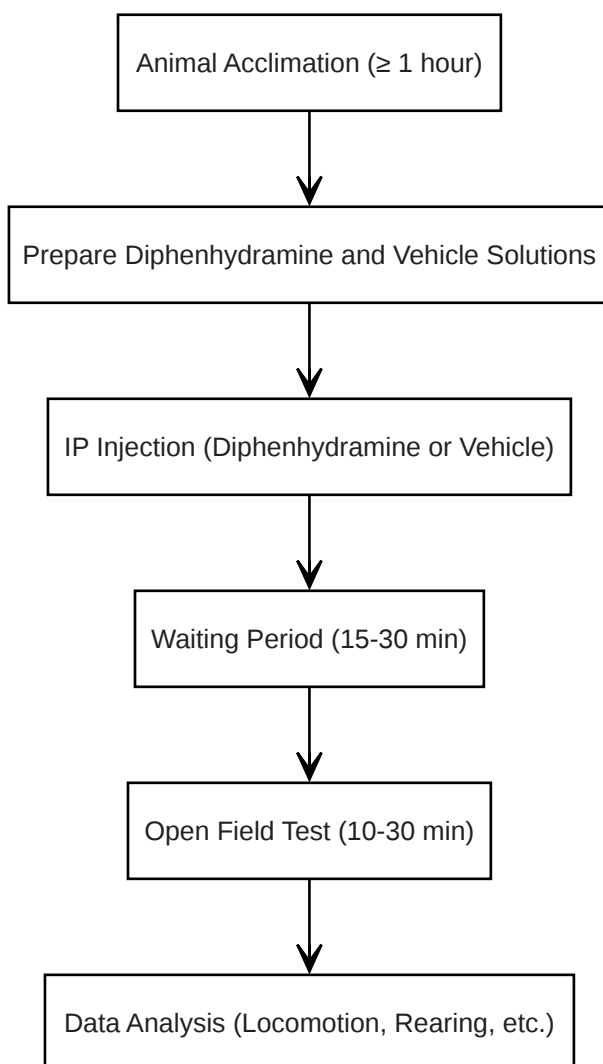 Animal Acclimation (≥ 1 hour)
Prepare Diphenhydramine and Vehicle Solutions
IP Injection (Diphenhydramine or Vehicle)
Waiting Period (15-30 min)
Open Field Test (10-30 min)
Data Analysis (Locomotion, Rearing, etc.)